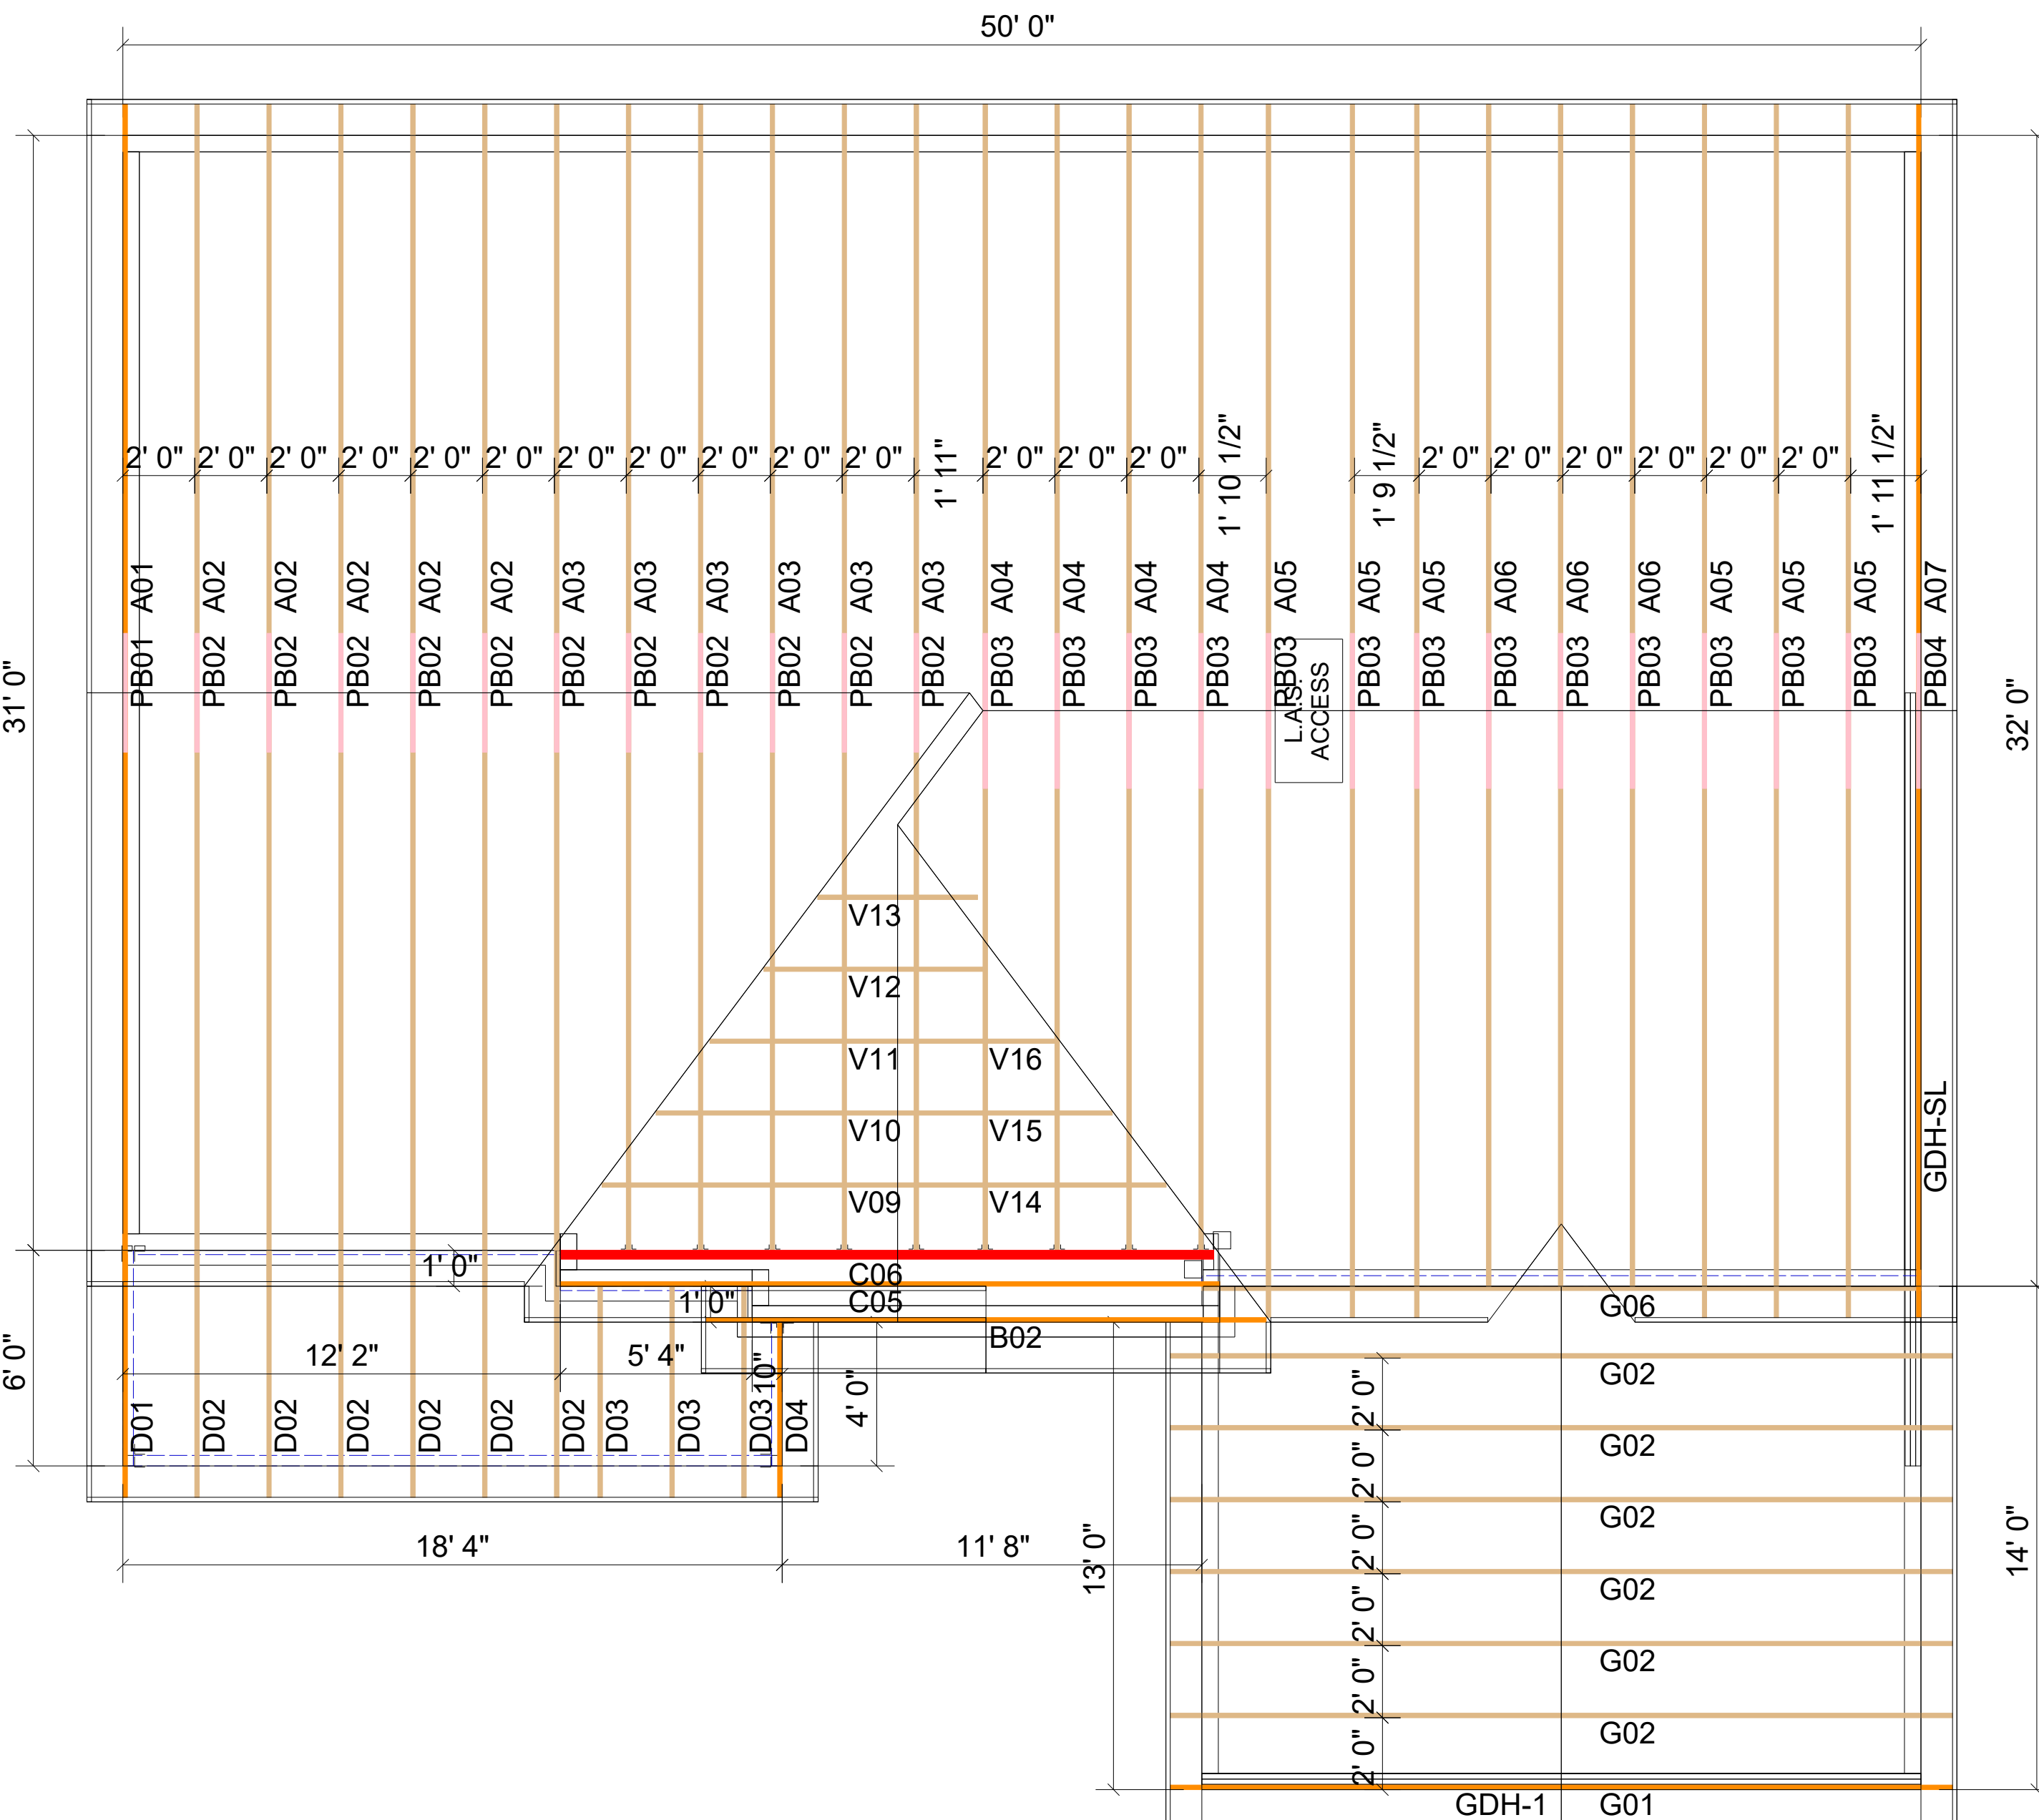 50' 0"
2' 0" 2' 0" 2' 0" 2' 0" 2' 0" 2' 0" 2' 0" 2' 0" 2' 0" 2' 0" 2' 0" 1' 11" 2' 0" 2' 0" 2' 0" 1' 10 1/2" 1' 9 1/2" 2' 0" 2' 0" 2' 0" 2' 0" 2' 0" 2' 0" 1' 11 1/2"
A01 A02 A02 A02 A02 A02 A03 A03 A03 A03 A03 A03 A04 A04 A04 A04 A05 A05 A05 A06 A06 A06 A05 A05 A05 A07
PB01 PB02 PB02 PB02 PB02 PB02 PB02 PB02 PB02 PB02 PB02 PB02 PB03 PB03 PB03 PB03 PB03 PB03 PB03 PB03 PB03 PB03 PB03 PB03 PB03 PB04
31' 0"
32' 0"
L.A.S.
ACCESS
V13
V12
V11 V16
V10 V15
V09 V14
GDH-SL
1' 0"
C06
1' 0"
C05
G06
B02
12' 2"
5' 4"
10"
6' 0"
4' 0"
D01 D02 D02 D02 D02 D02 D02 D03 D03 D03 D04
18' 4"
11' 8"
13' 0"
14' 0"
G02
2' 0"
G02
2' 0"
G02
2' 0"
G02
2' 0"
G02
2' 0"
G02
2' 0"
GDH-1 G01